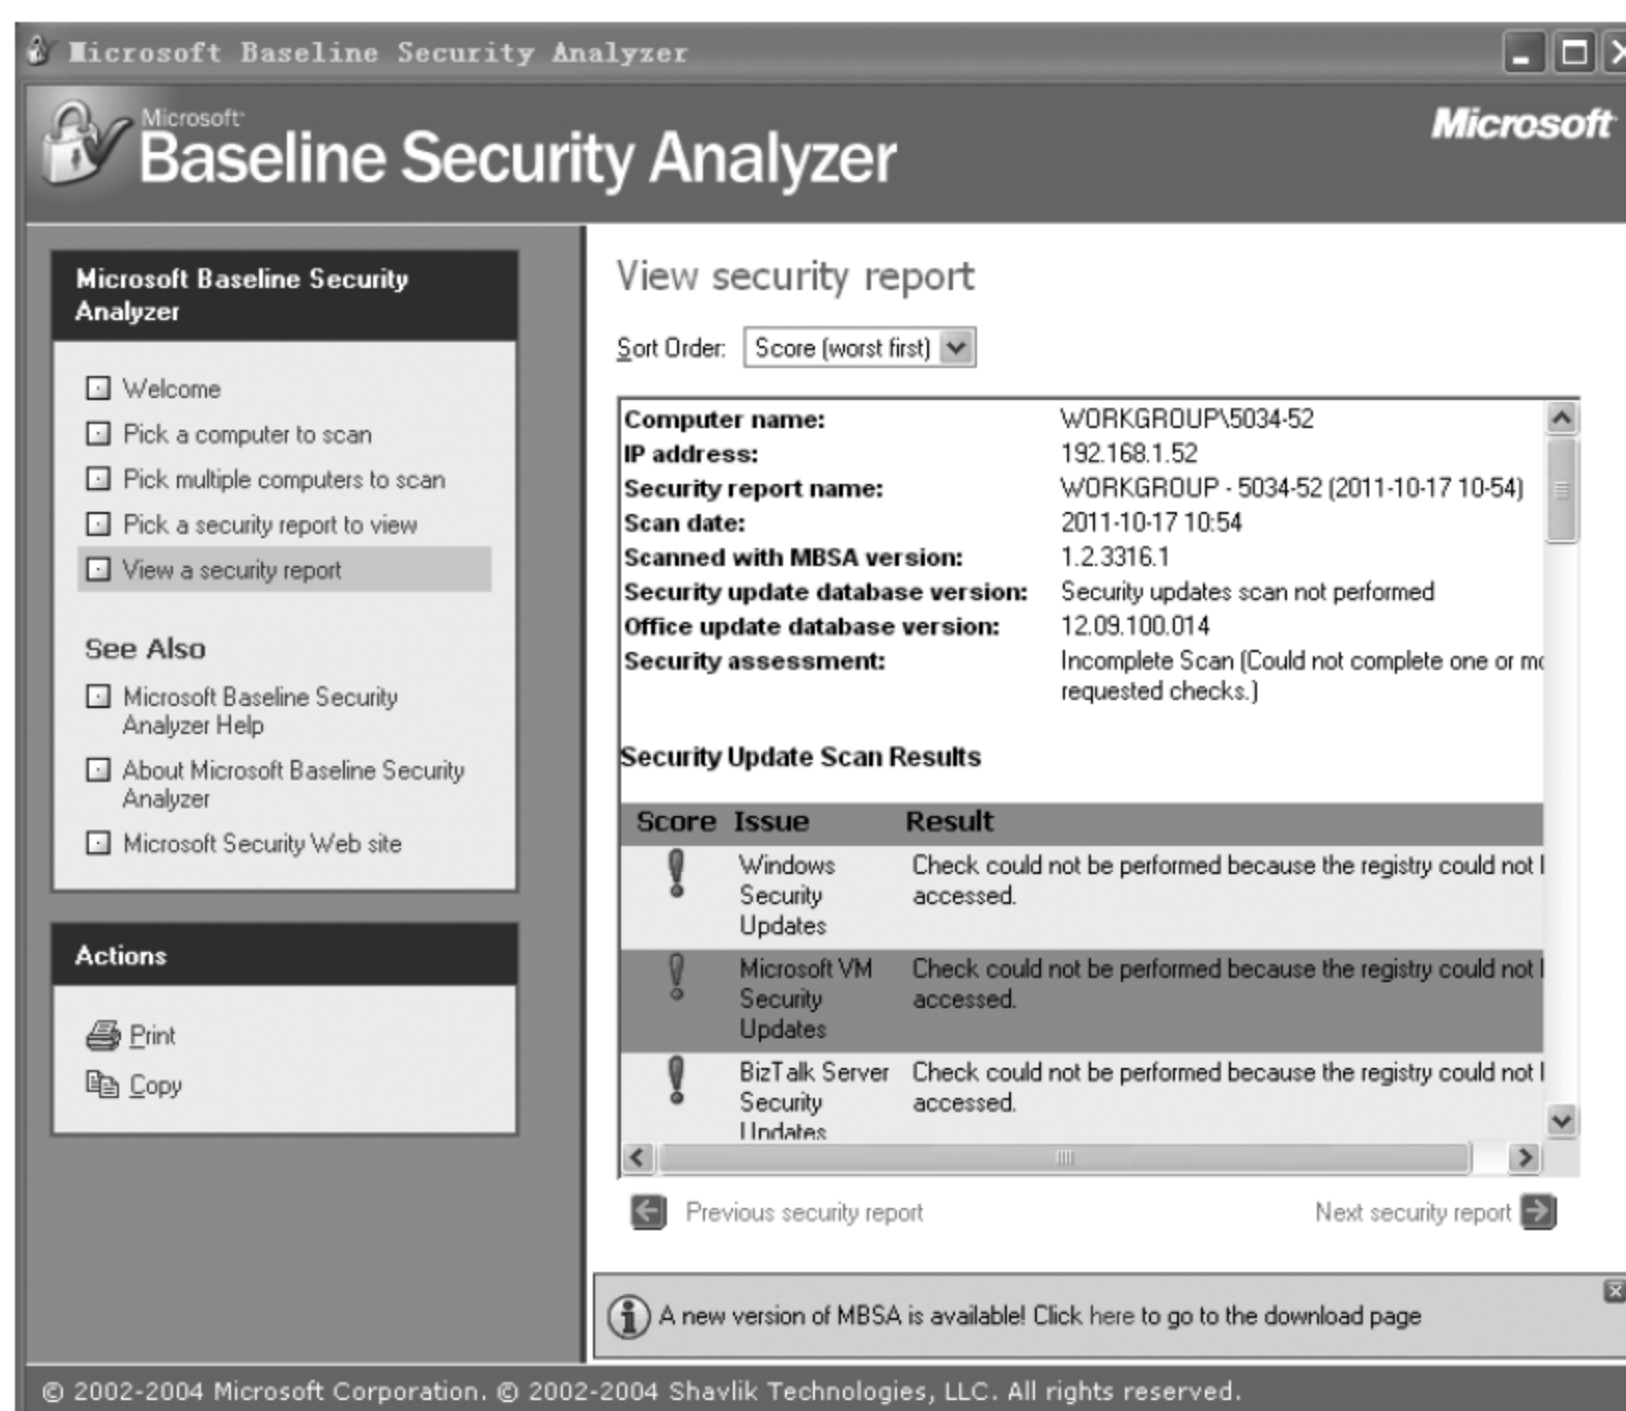 Microsoft Baseline Security Analyzer
Microsoft
Baseline Security Analyzer
Microsoft
Microsoft Baseline Security
Analyzer
Welcome
Pick a computer to scan
Pick multiple computers to scan
Pick a security report to view
View a security report
See Also
Microsoft Baseline Security
Analyzer Help
About Microsoft Baseline Security
Analyzer
Microsoft Security Web site
Actions
Print
Copy
View security report
Sort Order: Score (worst first)
Computer name: WORKGROUP\5034-52
IP address: 192.168.1.52
Security report name: WORKGROUP - 5034-52 (2011-10-17 10-54)
Scan date: 2011-10-17 10:54
Scanned with MBSA version: 1.2.3316.1
Security update database version: Security updates scan not performed
Office update database version: 12.09.100.014
Security assessment: Incomplete Scan (Could not complete one or
requested checks.)
Security Update Scan Results
Score Issue Result
Windows Check could not be performed because the registry could not
Security accessed.
Updates
Microsoft VM Check could not be performed because the registry could not
Security accessed.
Updates
BizTalk Server Check could not be performed because the registry could not
Security accessed.
Updates
Previous security report Next security report
A new version of MBSA is available! Click here to go to the download page
© 2002-2004 Microsoft Corporation. © 2002-2004 Shavlik Technologies, LLC. All rights reserved.